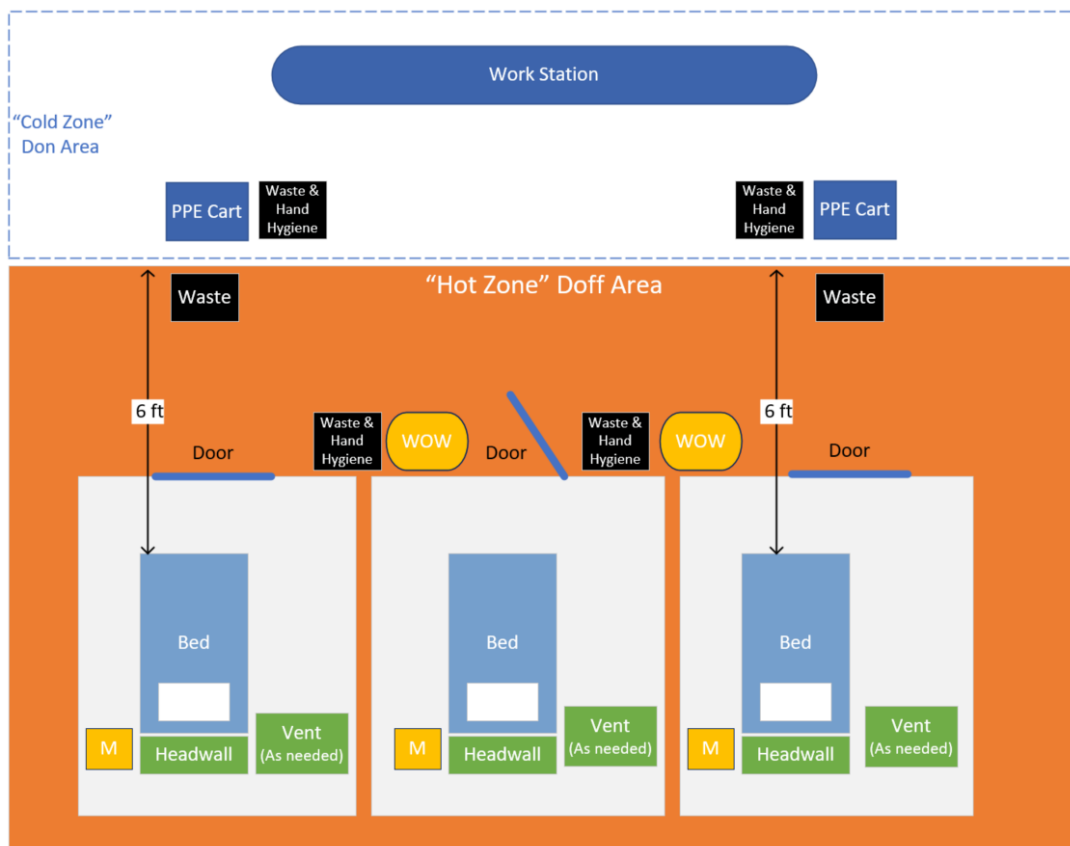 Work Station
“Cold Zone”
Don Area
PPE Cart
Waste &
Hand
Hygiene
Waste &
Hand
Hygiene
PPE Cart
“Hot Zone” Doff Area
Waste
Waste
6 ft
6 ft
Door
Waste &
Hand
Hygiene
WOW
Door
Waste &
Hand
Hygiene
WOW
Door
Bed
Bed
Bed
M
Headwall
Vent
(As needed)
M
Headwall
Vent
(As needed)
M
Headwall
Vent
(As needed)